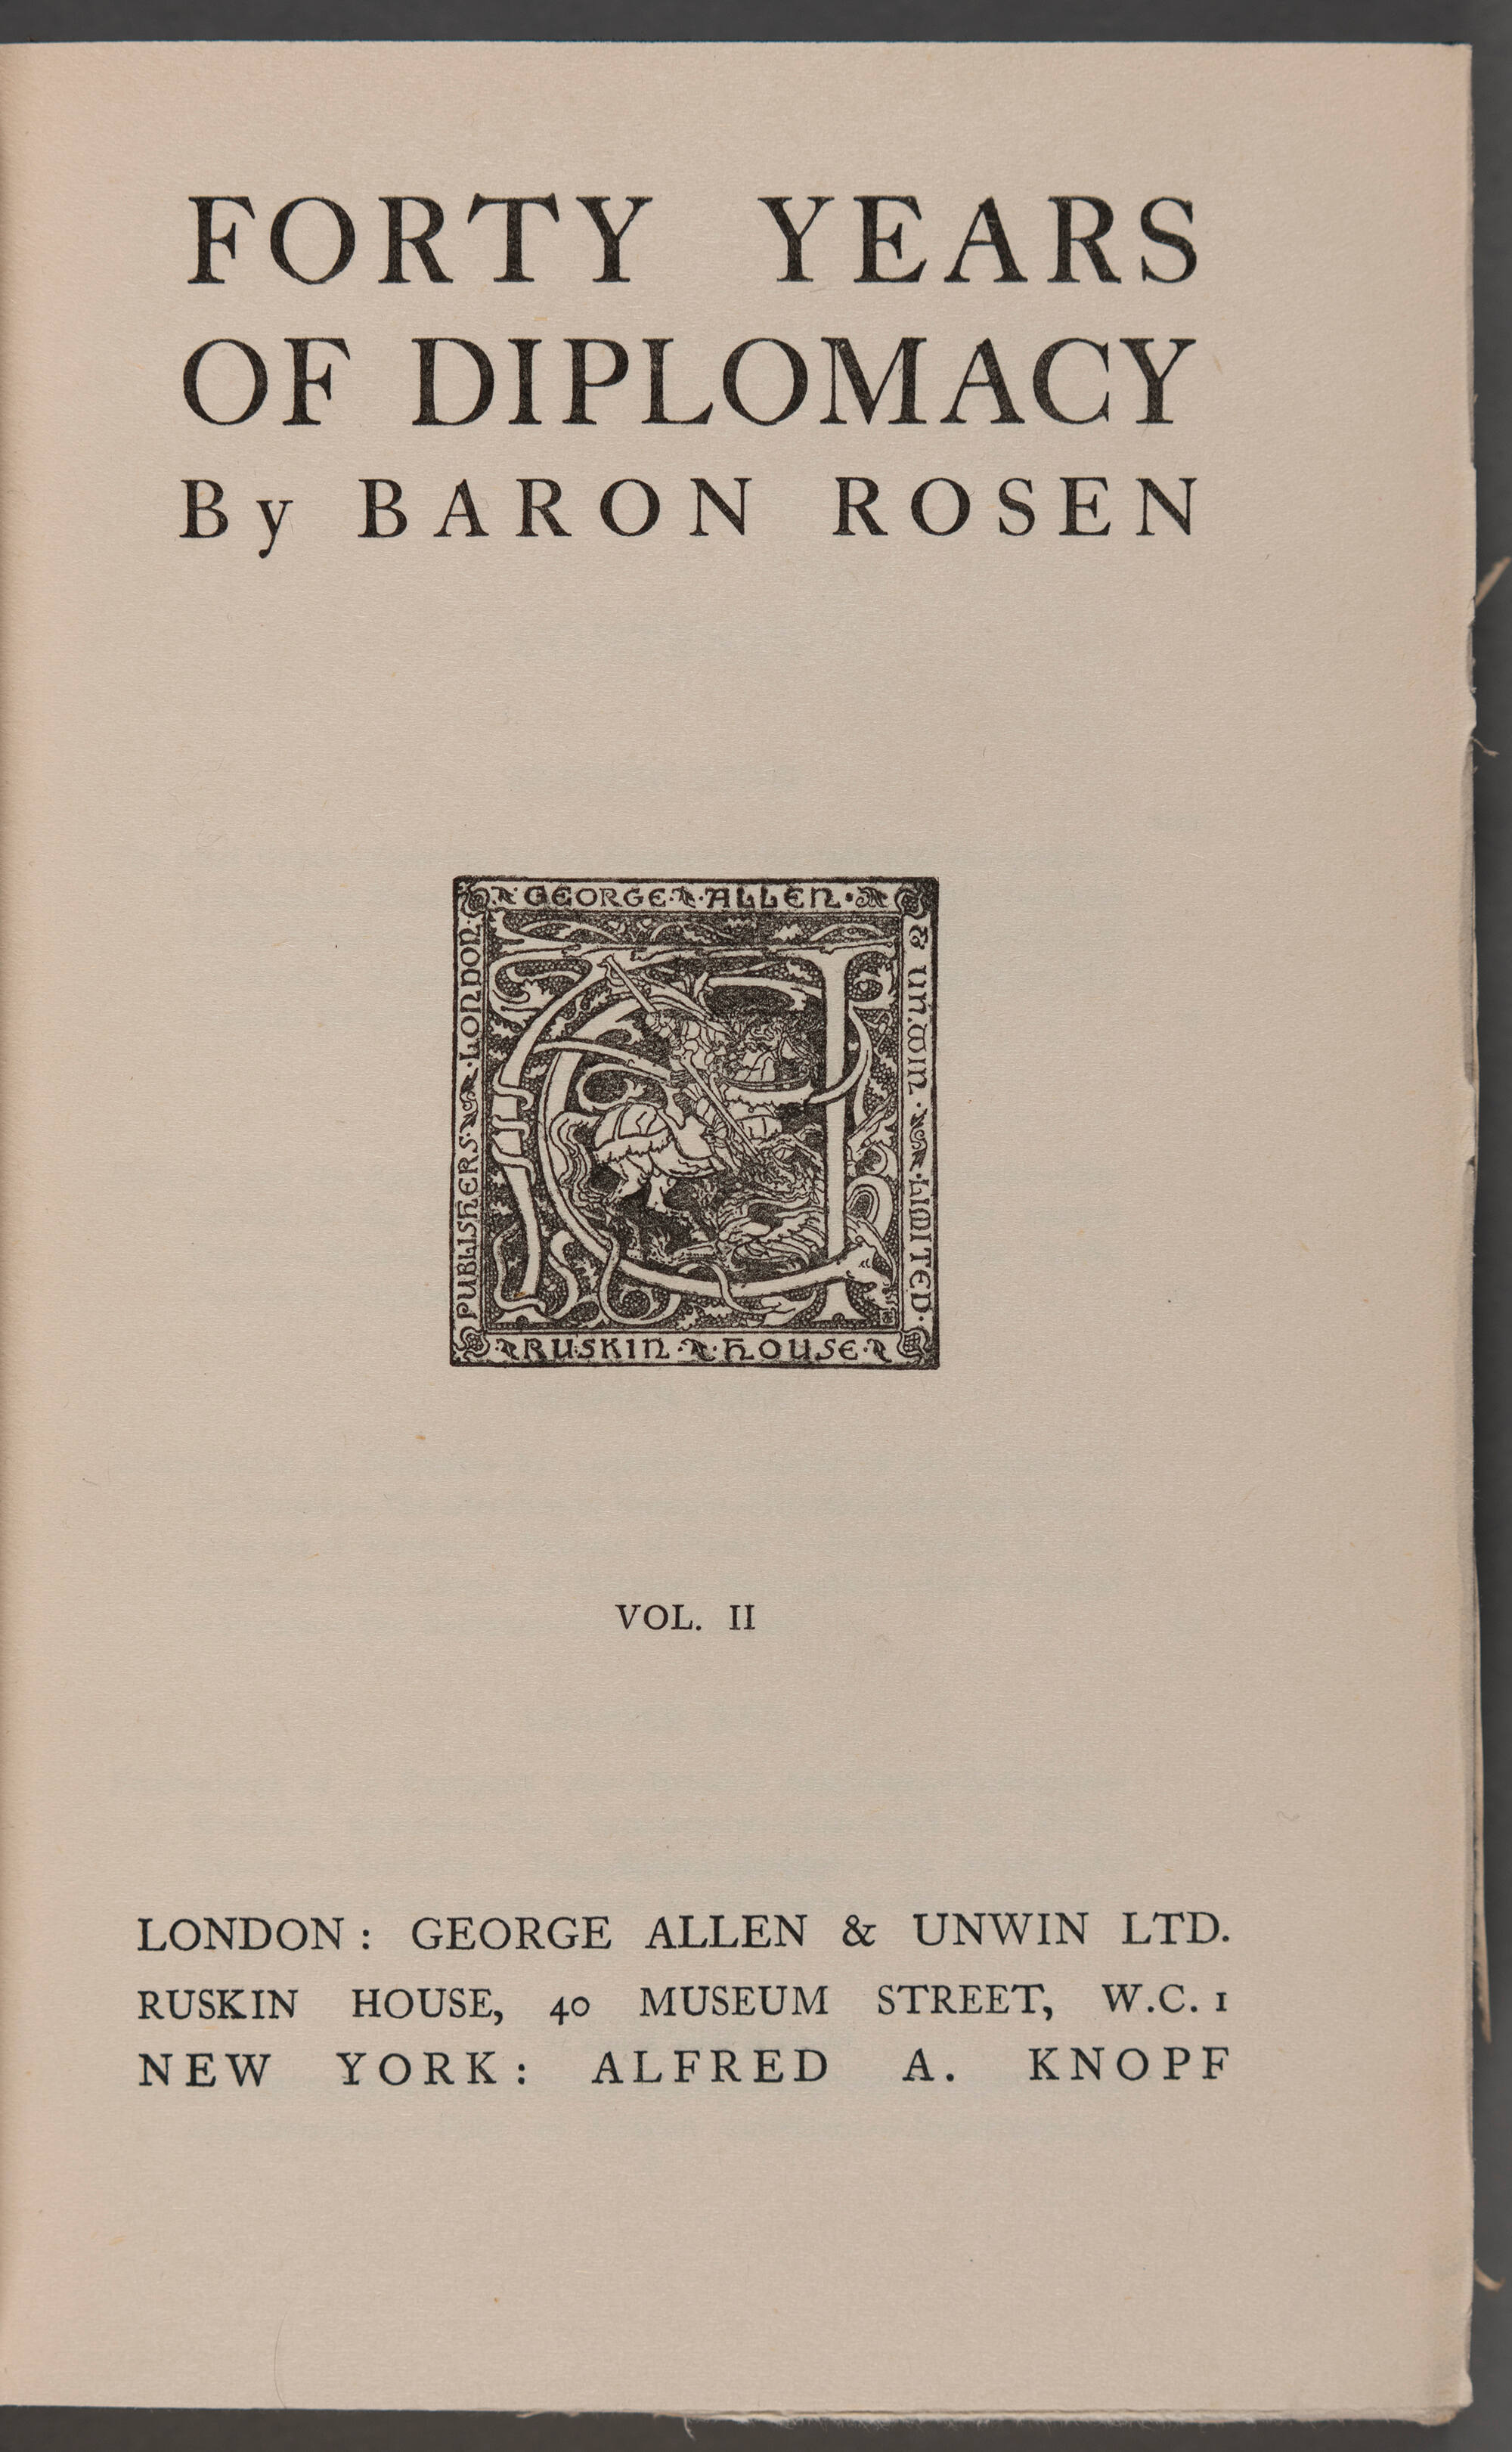 FORTY YEARS
OF DIPLOMACY
By BARON ROSEN
GEORGE ALLEN
& UNWIN LIMITED
RUSKIN HOUSE
PUBLISHERS LONDON
VOL. II
LONDON: GEORGE ALLEN & UNWIN LTD.
RUSKIN HOUSE, 40 MUSEUM STREET, W.C. 1
NEW YORK: ALFRED A. KNOPF